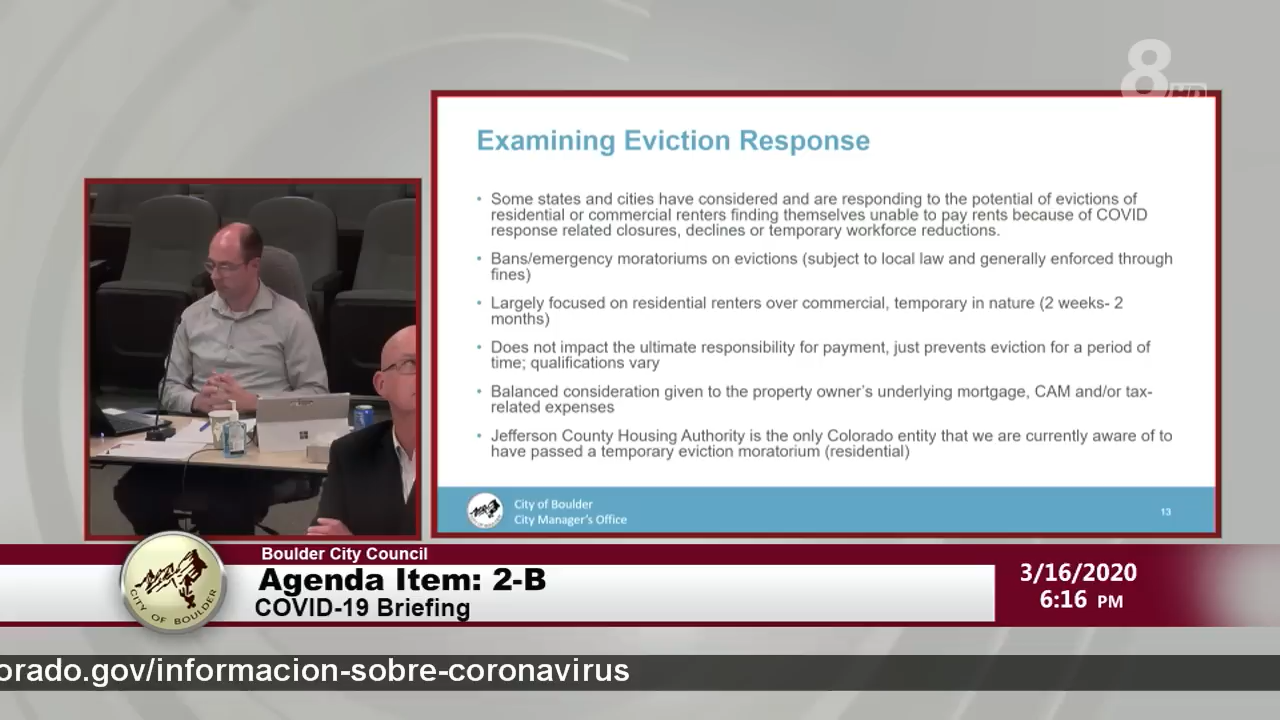 8
HD
Examining Eviction Response
• Some states and cities have considered and are responding to the potential of evictions of
residential or commercial renters finding themselves unable to pay rents because of COVID
response related closures, declines or temporary workforce reductions.
• Bans/emergency moratoriums on evictions (subject to local law and generally enforced through
fines)
• Largely focused on residential renters over commercial, temporary in nature (2 weeks- 2
months)
• Does not impact the ultimate responsibility for payment, just prevents eviction for a period of
time; qualifications vary
• Balanced consideration given to the property owner's underlying mortgage, CAM and/or tax-
related expenses
• Jefferson County Housing Authority is the only Colorado entity that we are currently aware of to
have passed a temporary eviction moratorium (residential)
City of Boulder
City Manager's Office
13
Boulder City Council
Agenda Item: 2-B
COVID-19 Briefing
3/16/2020
6:16 PM
CITY OF BOULDER
orado.gov/informacion-sobre-coronavirus